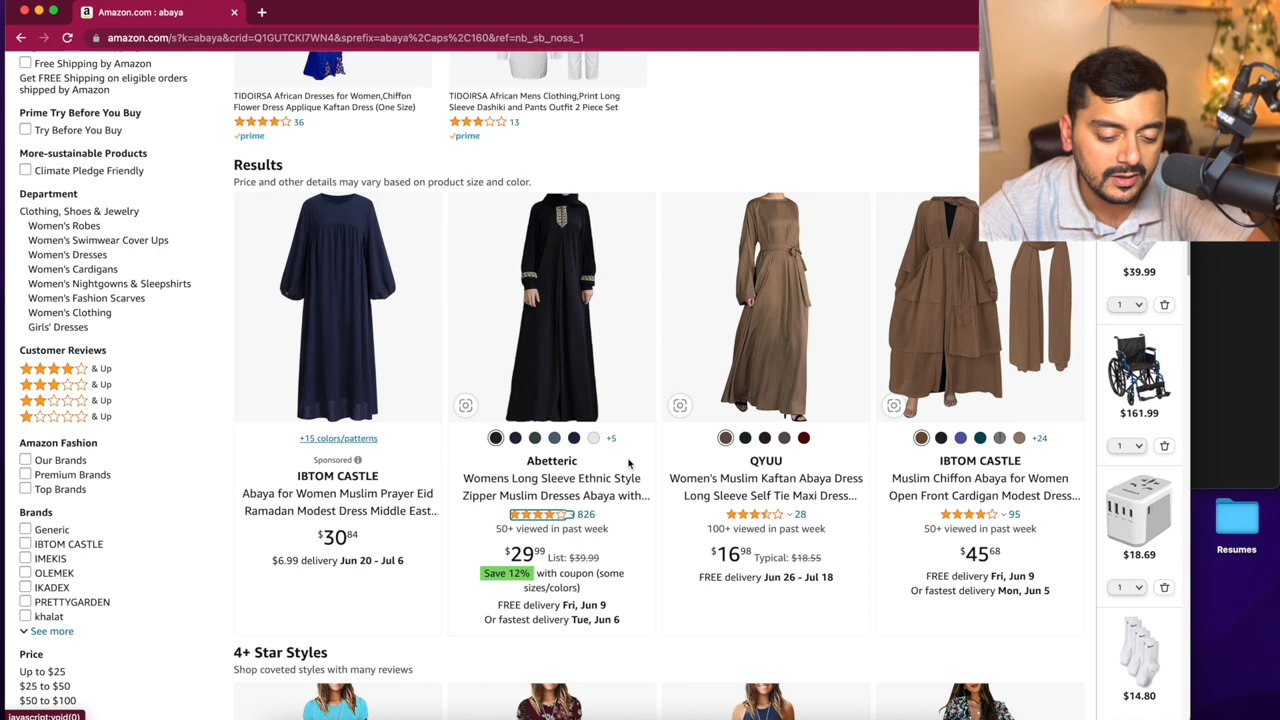 Amazon.com : abaya
amazon.com/s?k=abaya&crid=Q1GUTCKI7WN4&sprefix=abaya%2Caps%2C160&ref=nb_sb_noss_1
Free Shipping by Amazon
Get FREE Shipping on eligible orders
shipped by Amazon
Prime Try Before You Buy
Try Before You Buy
More-sustainable Products
Climate Pledge Friendly
Department
Clothing, Shoes & Jewelry
Women's Robes
Women's Swimwear Cover Ups
Women's Dresses
Women's Cardigans
Women's Nightgowns & Sleepshirts
Women's Fashion Scarves
Women's Clothing
Girls' Dresses
Customer Reviews
& Up
& Up
& Up
& Up
Amazon Fashion
Our Brands
Premium Brands
Top Brands
Brands
Generic
IBTOM CASTLE
IMEKIS
OLEMEK
IKADEX
PRETTYGARDEN
khalat
See more
Price
Up to $25
$25 to $50
$50 to $100
javascript:void(0)
TIDOIRSA African Dresses for Women,Chiffon
Flower Dress Applique Kaftan Dress (One Size)
36
prime
TIDOIRSA African Mens Clothing,Print Long
Sleeve Dashiki and Pants Outfit 2 Piece Set
13
prime
Results
Price and other details may vary based on product size and color.
+15 colors/patterns
Sponsored
IBTOM CASTLE
Abaya for Women Muslim Prayer Eid
Ramadan Modest Dress Middle East...
$30 84
$6.99 delivery Jun 20 - Jul 6
+5
Abetteric
Womens Long Sleeve Ethnic Style
Zipper Muslim Dresses Abaya with...
826
50+ viewed in past week
$29 99 List: $39.99
Save 12% with coupon (some
sizes/colors)
FREE delivery Fri, Jun 9
Or fastest delivery Tue, Jun 6
QYUU
Women's Muslim Kaftan Abaya Dress
Long Sleeve Self Tie Maxi Dress...
28
100+ viewed in past week
$16 98 Typical: $18.55
FREE delivery Jun 26 - Jul 18
+24
IBTOM CASTLE
Muslim Chiffon Abaya for Women
Open Front Cardigan Modest Dress...
95
50+ viewed in past week
$45 68
FREE delivery Fri, Jun 9
Or fastest delivery Mon, Jun 5
4+ Star Styles
Shop coveted styles with many reviews
$39.99
1
$161.99
1
$18.69
1
$14.80
Resumes